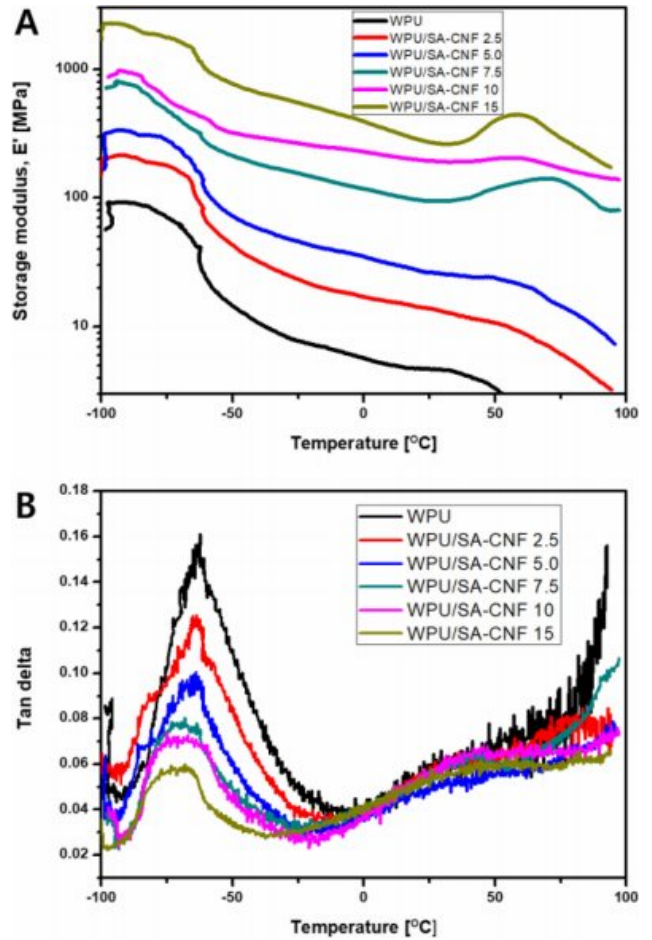 A
WPU
WPU/SA-CNF 2.5
WPU/SA-CNF 5.0
WPU/SA-CNF 7.5
WPU/SA-CNF 10
WPU/SA-CNF 15
Storage modulus, E' [MPa]
1000
100
10
-100
-50
0
50
100
Temperature [°C]
B
WPU
WPU/SA-CNF 2.5
WPU/SA-CNF 5.0
WPU/SA-CNF 7.5
WPU/SA-CNF 10
WPU/SA-CNF 15
Tan delta
0.18
0.16
0.14
0.12
0.10
0.08
0.06
0.04
0.02
-100
-50
0
50
100
Temperature [°C]